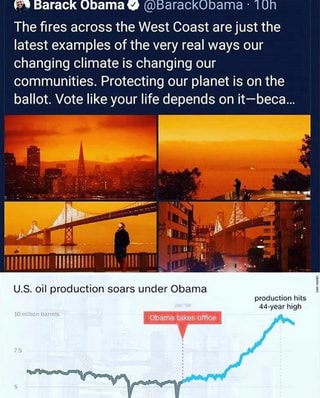 Barack Obama @BarackObama · 10h
The fires across the West Coast are just the
latest examples of the very real ways our
changing climate is changing our
communities. Protecting our planet is on the
ballot. Vote like your life depends on it—beca...
U.S. oil production soars under Obama
production hits
44-year high
Jan '09
10 million barrels
Obama takes office
7.5
5